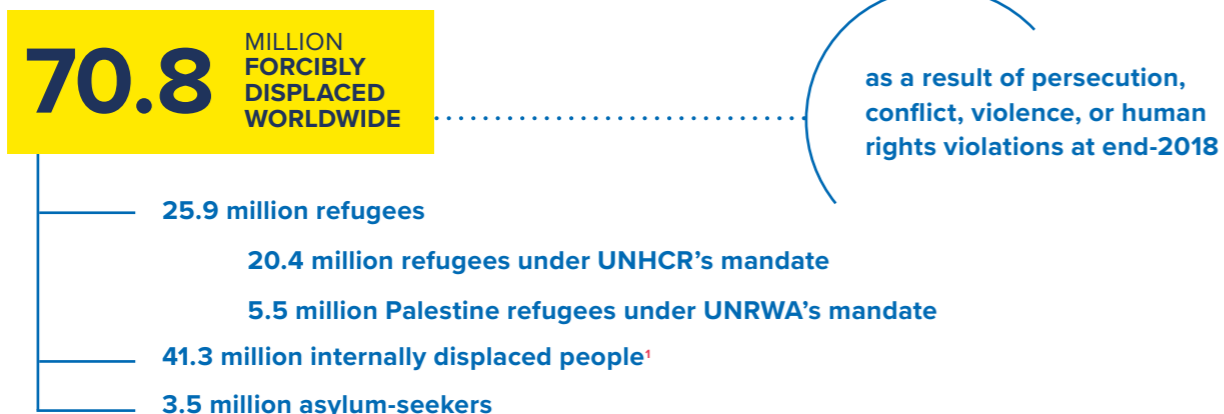 70.8
MILLION
FORCIBLY
DISPLACED
WORLDWIDE
as a result of persecution,
conflict, violence, or human
rights violations at end-2018
25.9 million refugees
20.4 million refugees under UNHCR’s mandate
5.5 million Palestine refugees under UNRWA’s mandate
41.3 million internally displaced people¹
3.5 million asylum-seekers